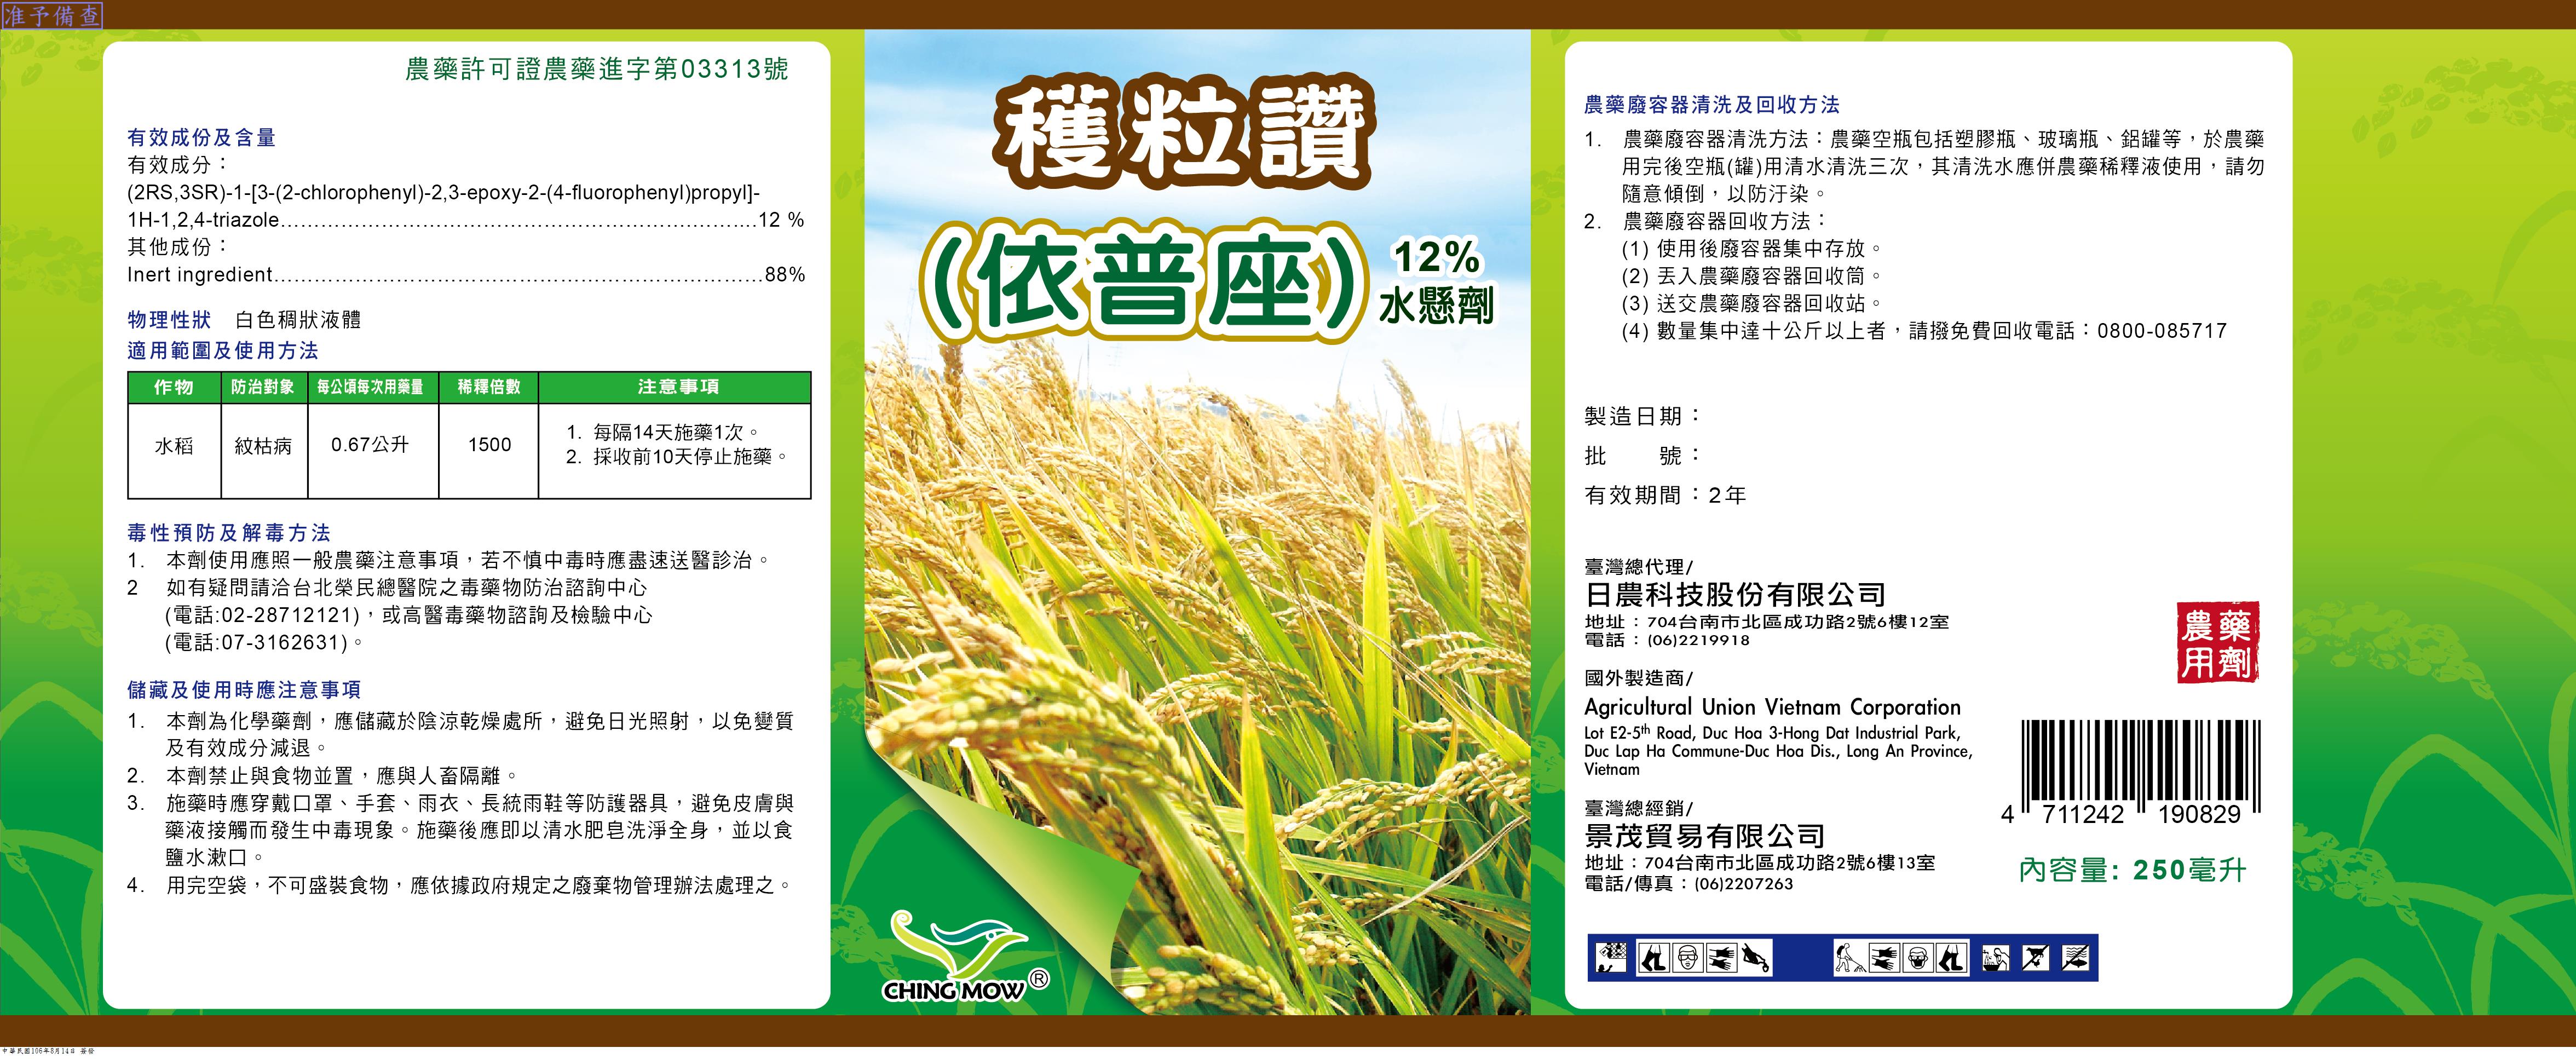 准予備查
農藥許可證農藥進字第03313號
有效成份及含量
有效成分：
(2RS,3SR)-1-[3-(2-chlorophenyl)-2,3-epoxy-2-(4-fluorophenyl)propyl]-
1H-1,2,4-triazole......................................................................12 %
其他成份：
Inert ingredient........................................................................88%
物理性狀 白色稠狀液體
適用範圍及使用方法
作物 防治對象 每公頃每次用藥量 稀釋倍數 注意事項
水稻 紋枯病 0.67公升 1500
1. 每隔14天施藥1次。
2. 採收前10天停止施藥。
毒性預防及解毒方法
1. 本劑使用應照一般農藥注意事項，若不慎中毒時應盡速送醫診治。
2 如有疑問請洽台北榮民總醫院之毒藥物防治諮詢中心
(電話:02-28712121)，或高醫毒藥物諮詢及檢驗中心
(電話:07-3162631)。
儲藏及使用時應注意事項
1. 本劑為化學藥劑，應儲藏於陰涼乾燥處所，避免日光照射，以免變質
及有效成分減退。
2. 本劑禁止與食物並置，應與人畜隔離。
3. 施藥時應穿戴口罩、手套、雨衣、長統雨鞋等防護器具，避免皮膚與
藥液接觸而發生中毒現象。施藥後應即以清水肥皂洗淨全身，並以食
鹽水漱口。
4. 用完空袋，不可盛裝食物，應依據政府規定之廢棄物管理辦法處理之。
穫粒讚
(依普座)
12%
水懸劑
CHING MOW ®
農藥廢容器清洗及回收方法
1. 農藥廢容器清洗方法：農藥空瓶包括塑膠瓶、玻璃瓶、鋁罐等，於農藥
用完後空瓶(罐)用清水清洗三次，其清洗水應併農藥稀釋液使用，請勿
隨意傾倒，以防汙染。
2. 農藥廢容器回收方法：
(1) 使用後廢容器集中存放。
(2) 丟入農藥廢容器回收筒。
(3) 送交農藥廢容器回收站。
(4) 數量集中達十公斤以上者，請撥免費回收電話：0800-085717
製造日期：
批 號：
有效期間：2年
臺灣總代理/
日農科技股份有限公司
地址：704台南市北區成功路2號6樓12室
電話：(06)2219918
國外製造商/
Agricultural Union Vietnam Corporation
Lot E2-5th Road, Duc Hoa 3-Hong Dat Industrial Park,
Duc Lap Ha Commune-Duc Hoa Dis., Long An Province,
Vietnam
臺灣總經銷/
景茂貿易有限公司
地址：704台南市北區成功路2號6樓13室
電話/傳真：(06)2207263
農藥
用劑
4 711242 190829
內容量: 250毫升
中華民國106年8月14日 簽發